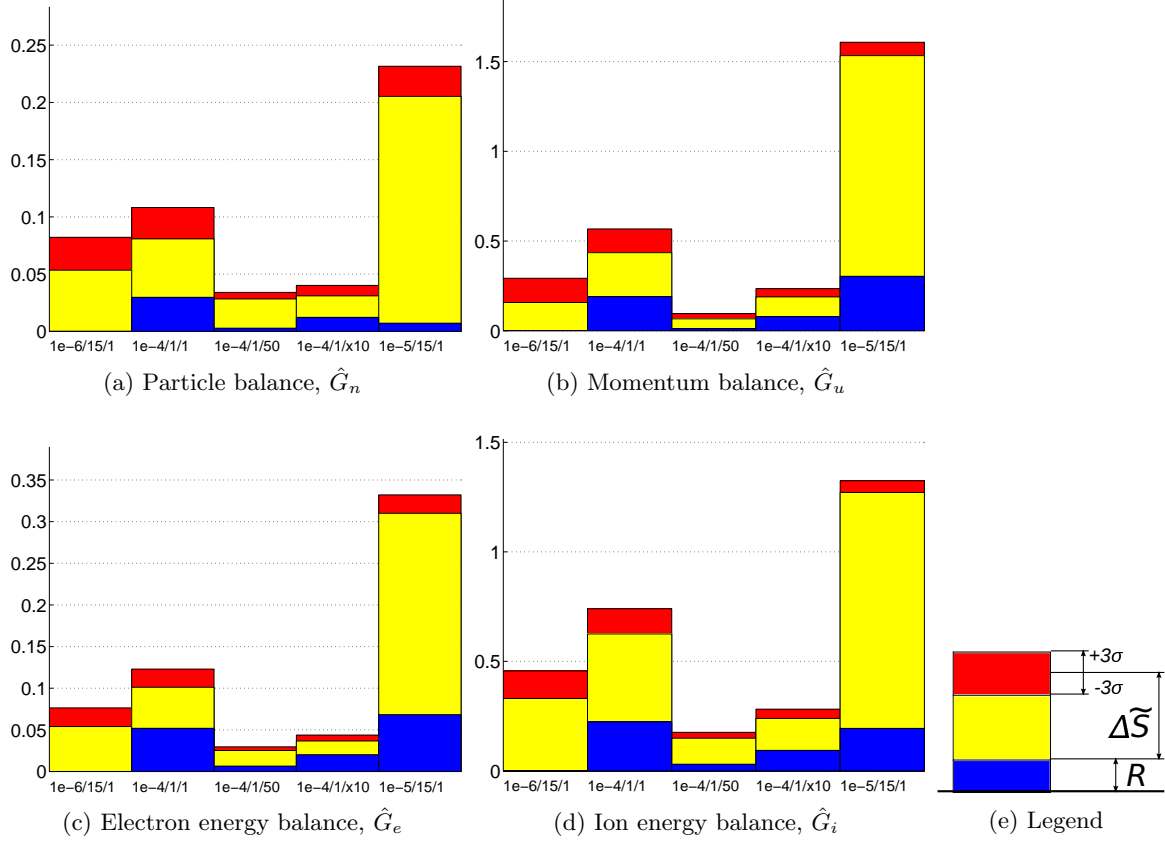 0.25
0.2
0.15
0.1
0.05
0
1e−6/15/1 1e−4/1/1 1e−4/1/50 1e−4/1/x10 1e−5/15/1
(a) Particle balance, Ĝₙ
1.5
1
0.5
0
1e−6/15/1 1e−4/1/1 1e−4/1/50 1e−4/1/x10 1e−5/15/1
(b) Momentum balance, Ĝᵤ
0.35
0.3
0.25
0.2
0.15
0.1
0.05
0
1e−6/15/1 1e−4/1/1 1e−4/1/50 1e−4/1/x10 1e−5/15/1
(c) Electron energy balance, Ĝₑ
1.5
1
0.5
0
1e−6/15/1 1e−4/1/1 1e−4/1/50 1e−4/1/x10 1e−5/15/1
(d) Ion energy balance, Ĝᵢ
+3σ
-3σ
ΔS̃
R
(e) Legend